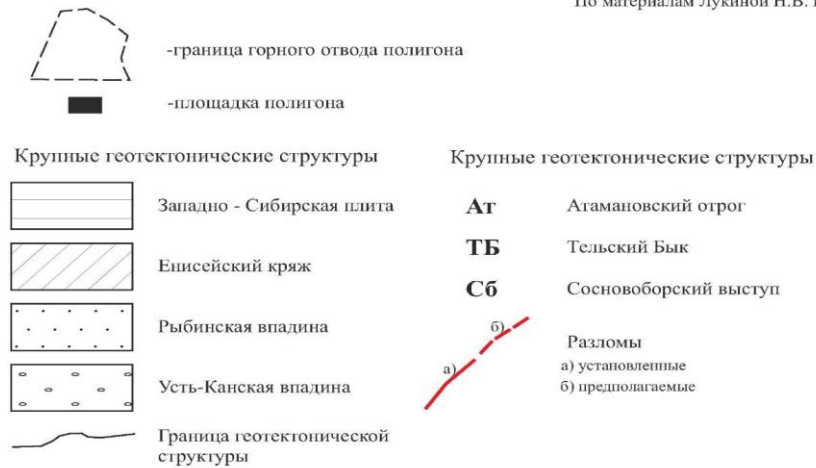 По материалам Лукиной Н.В.
-граница горного отвода полигона
-площадка полигона
Крупные геотектонические структуры
Западно - Сибирская плита
Енисейский кряж
Рыбинская впадина
Усть-Канская впадина
Граница геотектонической
структуры
Крупные геотектонические структуры
Ат Атамановский отрог
ТБ Тельский Бык
Сб Сосновоборский выступ
а)
б)
Разломы
а) установленные
б) предполагаемые